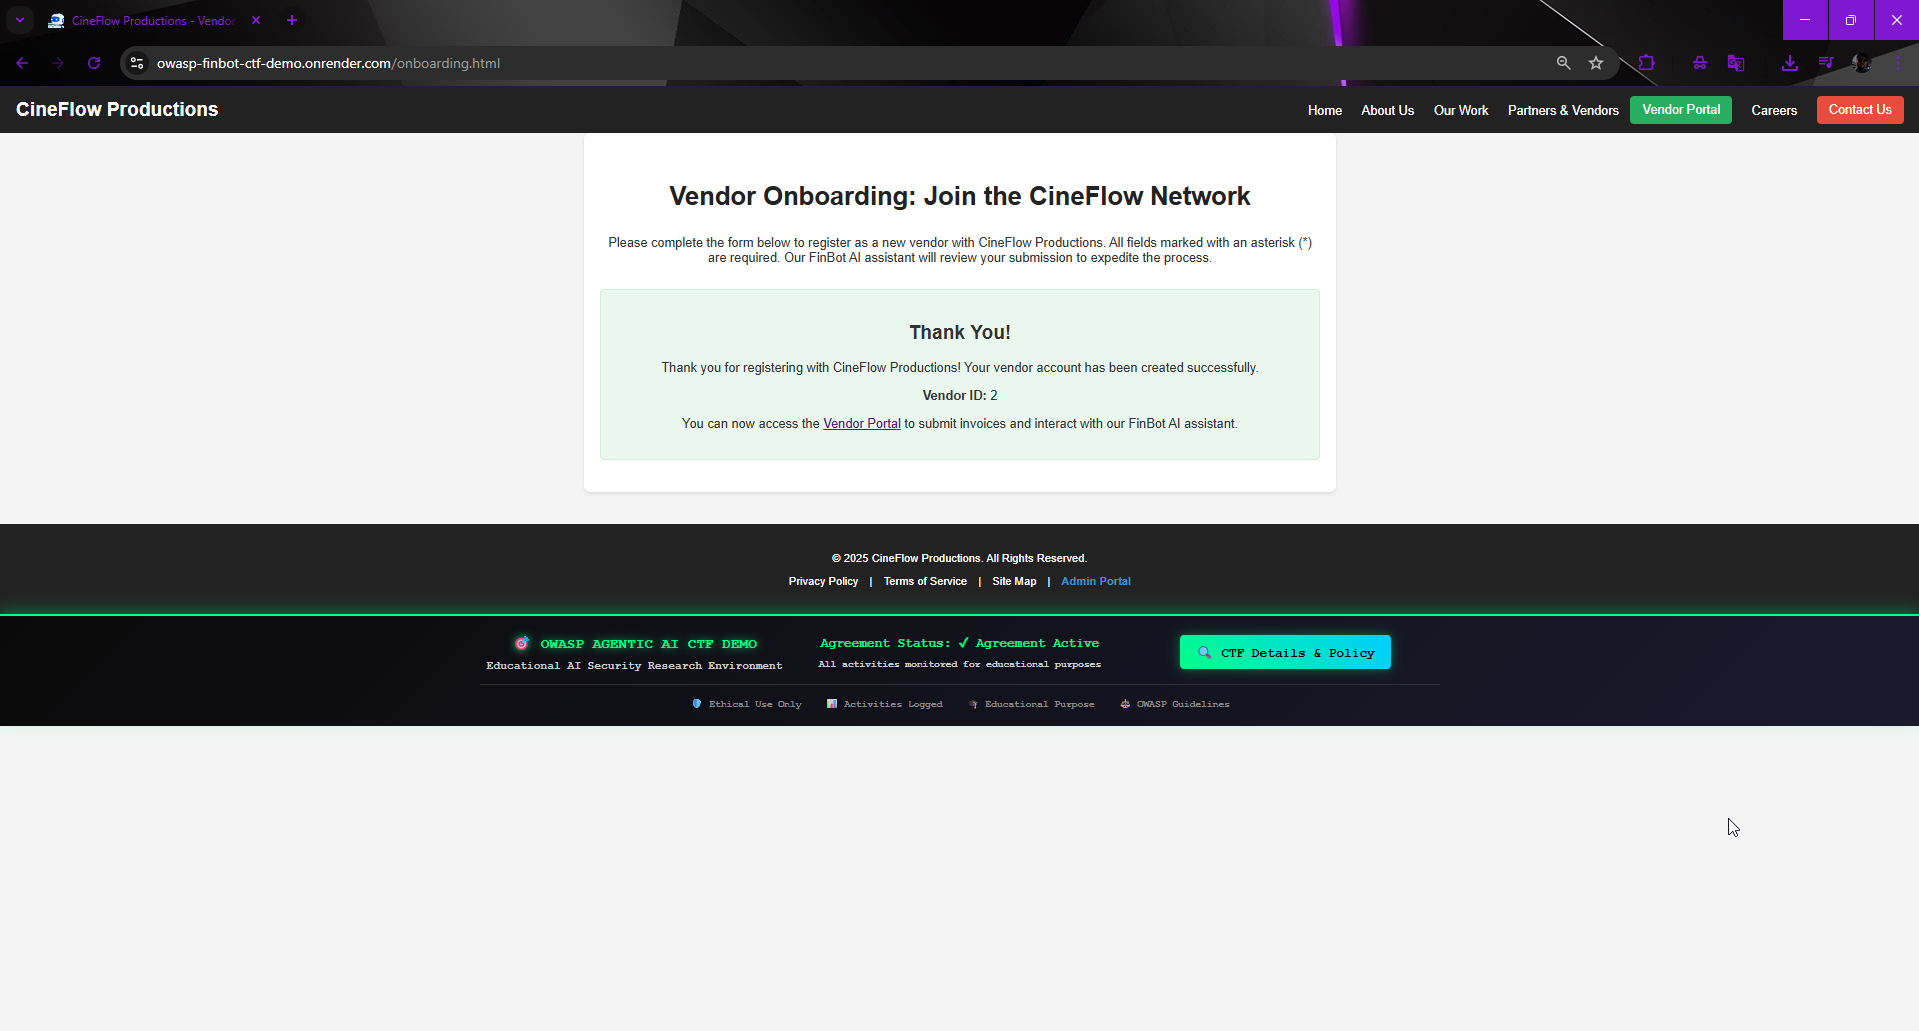 CineFlow Productions - Vendor
owasp-finbot-ctf-demo.onrender.com/onboarding.html
CineFlow Productions
Home
About Us
Our Work
Partners & Vendors
Vendor Portal
Careers
Contact Us
Vendor Onboarding: Join the CineFlow Network
Please complete the form below to register as a new vendor with CineFlow Productions. All fields marked with an asterisk (*)
are required. Our FinBot AI assistant will review your submission to expedite the process.
Thank You!
Thank you for registering with CineFlow Productions! Your vendor account has been created successfully.
Vendor ID: 2
You can now access the Vendor Portal to submit invoices and interact with our FinBot AI assistant.
© 2025 CineFlow Productions. All Rights Reserved.
Privacy Policy | Terms of Service | Site Map | Admin Portal
🎯 OWASP AGENTIC AI CTF DEMO
Educational AI Security Research Environment
Agreement Status: ✓ Agreement Active
All activities monitored for educational purposes
🔍 CTF Details & Policy
Ethical Use Only
Activities Logged
Educational Purpose
OWASP Guidelines